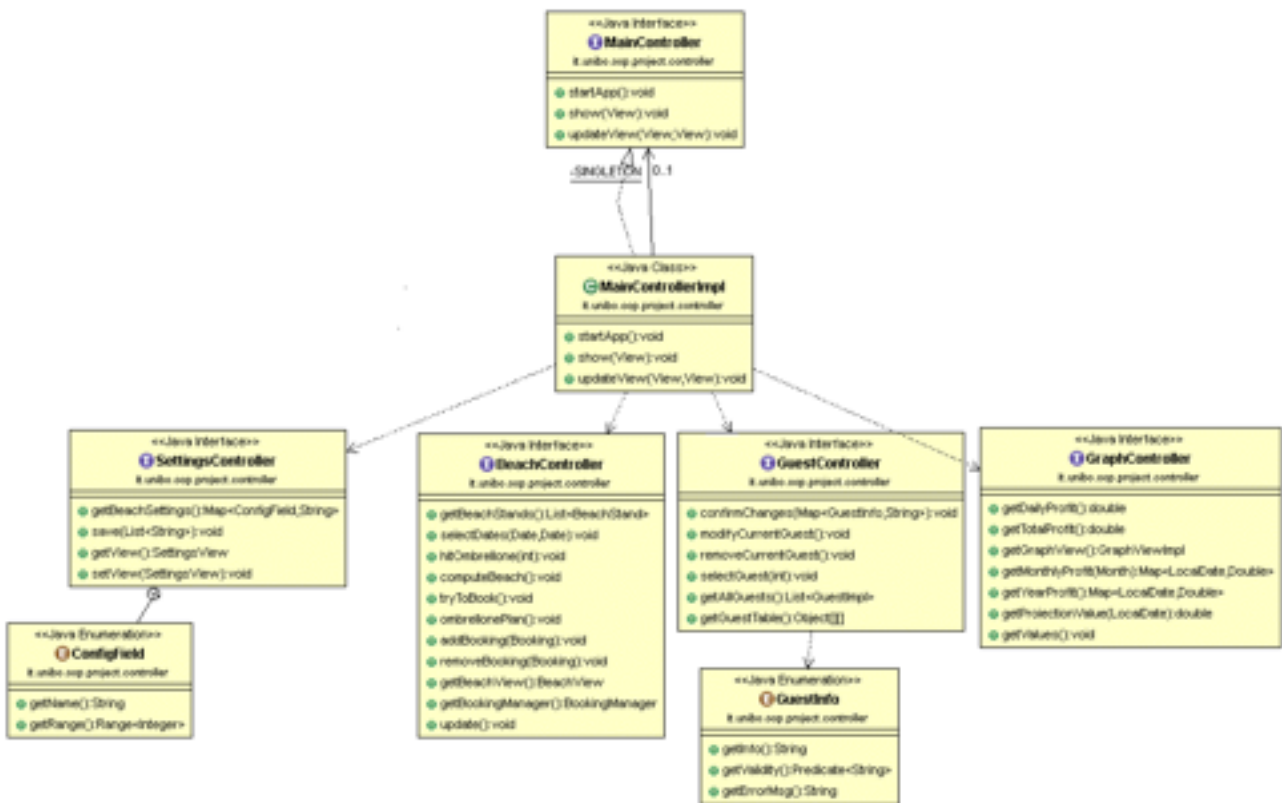 <<Java Interface>>
MainController
it.unibo.oop.project.controller
startApp():void
show(View):void
updateView(View,View):void
-SINGLETON 0..1
<<Java Class>>
MainControllerImpl
it.unibo.oop.project.controller
startApp():void
show(View):void
updateView(View,View):void
<<Java Interface>>
SettingsController
it.unibo.oop.project.controller
getBeachSettings():Map<ConfigField,String>
save(List<String>):void
getView():SettingsView
setView(SettingsView):void
<<Java Interface>>
BeachController
it.unibo.oop.project.controller
getBeachStands():List<BeachStand>
selectDates(Date,Date):void
hitOmbrellone(int):void
computeBeach():void
tryToBook():void
ombrellonePlan():void
addBooking(Booking):void
removeBooking(Booking):void
getBeachView():BeachView
getBookingManager():BookingManager
update():void
<<Java Interface>>
GuestController
it.unibo.oop.project.controller
confirmChanges(Map<GuestInfo,String>):void
modifyCurrentGuest():void
removeCurrentGuest():void
selectGuest(int):void
getAllGuests():List<GuestImpl>
getGuestTable():Object[][]
<<Java Interface>>
GraphController
it.unibo.oop.project.controller
getDailyProfit():double
getTotalProfit():double
getGraphView():GraphViewImpl
getMonthlyProfit(Month):Map<LocalDate,Double>
getYearProfit():Map<LocalDate,Double>
getProjectionValue(LocalDate):double
getValues():void
<<Java Enumeration>>
ConfigField
it.unibo.oop.project.controller
getName():String
getRange():Range<Integer>
<<Java Enumeration>>
GuestInfo
it.unibo.oop.project.controller
getInfo():String
getValidity():Predicate<String>
getErrorMsg():String